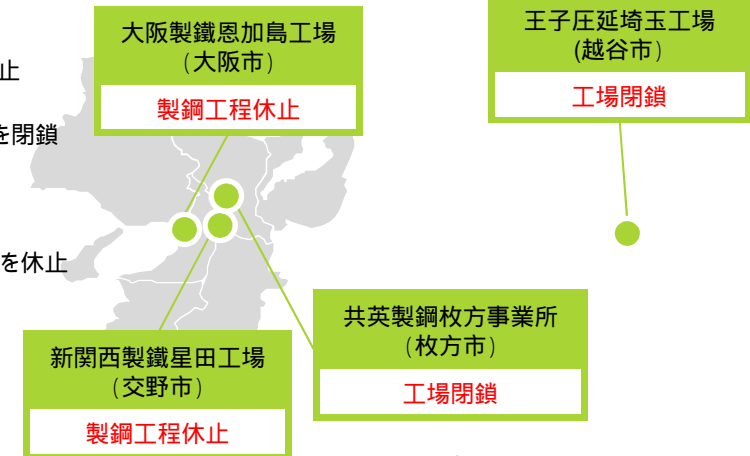 大阪製鐵恩加島工場
(大阪市)
製鋼工程休止
王子圧延埼玉工場
(越谷市)
工場閉鎖
止
を閉鎖
を休止
共英製鋼枚方事業所
(枚方市)
工場閉鎖
新関西製鐵星田工場
(交野市)
製鋼工程休止